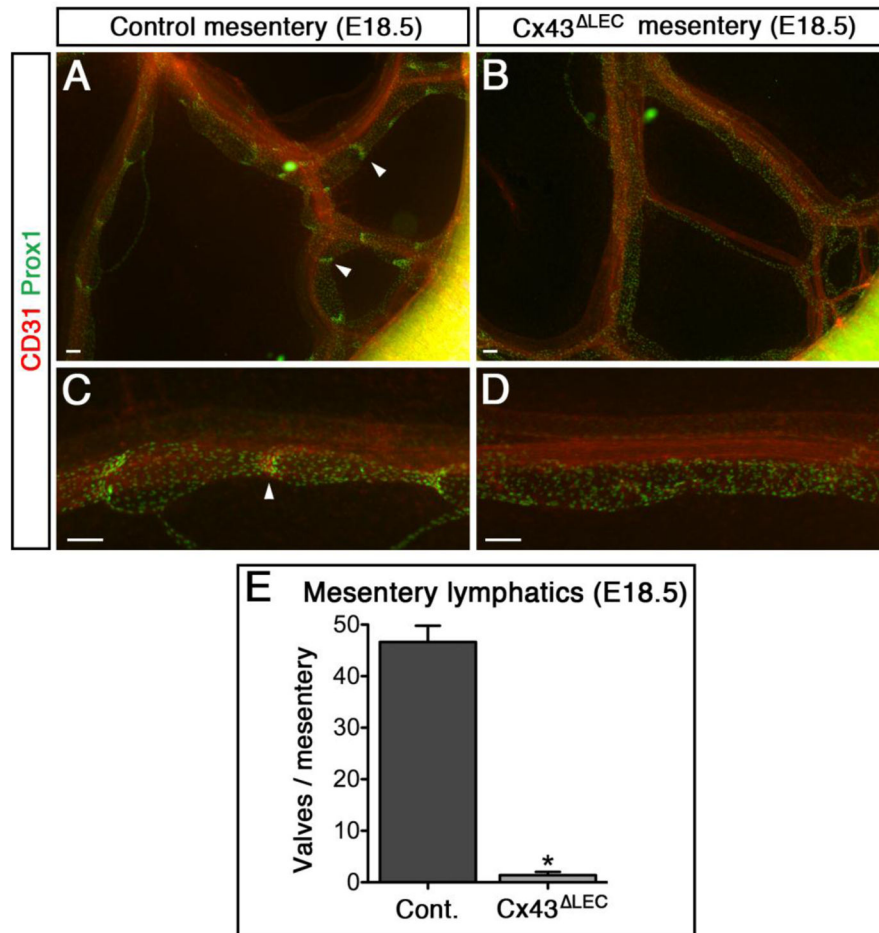 Control mesentery (E18.5)
Cx43ΔLEC mesentery (E18.5)
CD31 Prox1
A
B
C
D
E Mesentery lymphatics (E18.5)
Valves / mesentery
50
40
30
20
10
0
*
Cont.
Cx43ΔLEC